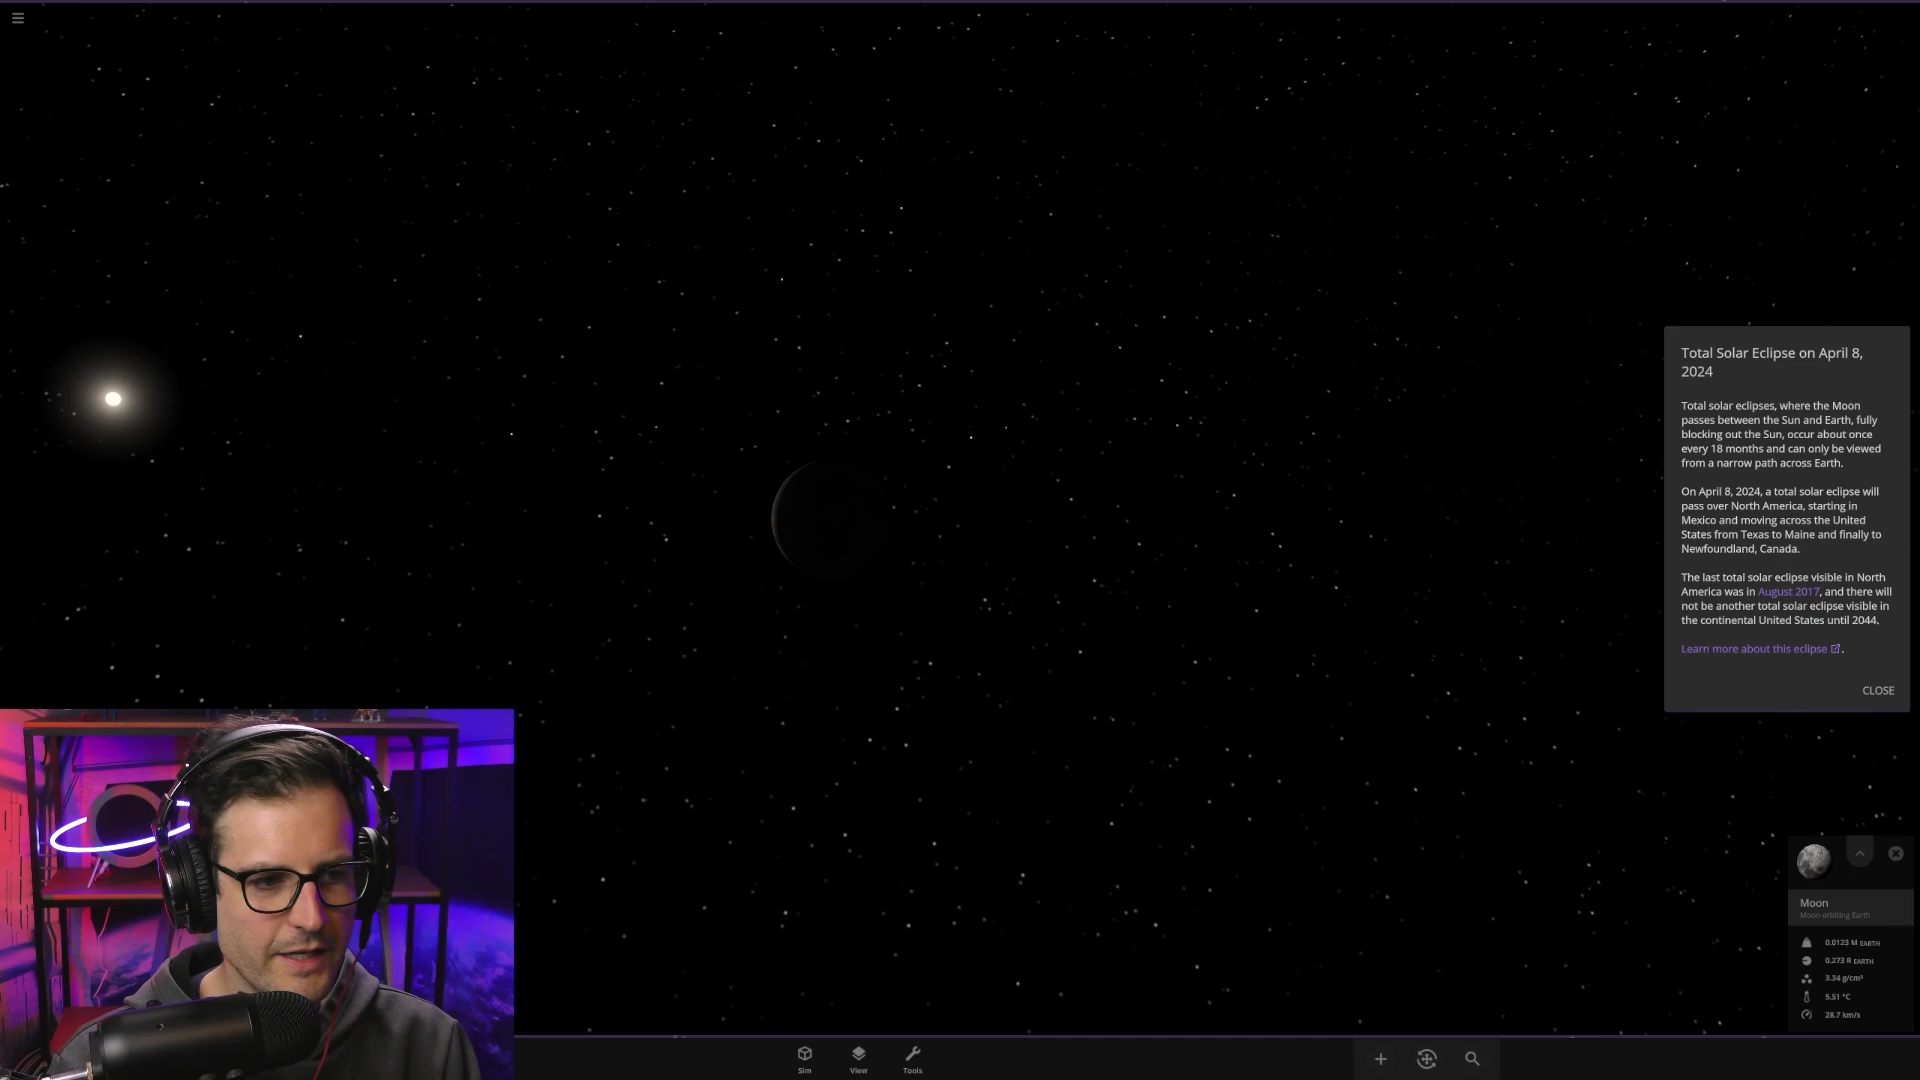 Total Solar Eclipse on April 8,
2024
Total solar eclipses, where the Moon
passes between the Sun and Earth, fully
blocking out the Sun, occur about once
every 18 months and can only be viewed
from a narrow path across Earth.
On April 8, 2024, a total solar eclipse will
pass over North America, starting in
Mexico and moving across the United
States from Texas to Maine and finally to
Newfoundland, Canada.
The last total solar eclipse visible in North
America was in August 2017, and there will
not be another total solar eclipse visible in
the continental United States until 2044.
Learn more about this eclipse.
CLOSE
Moon
Moon orbiting Earth
0.0123 M EARTH
0.273 R EARTH
3.34 g/cm³
5.51 °C
28.7 km/s
Sim
View
Tools